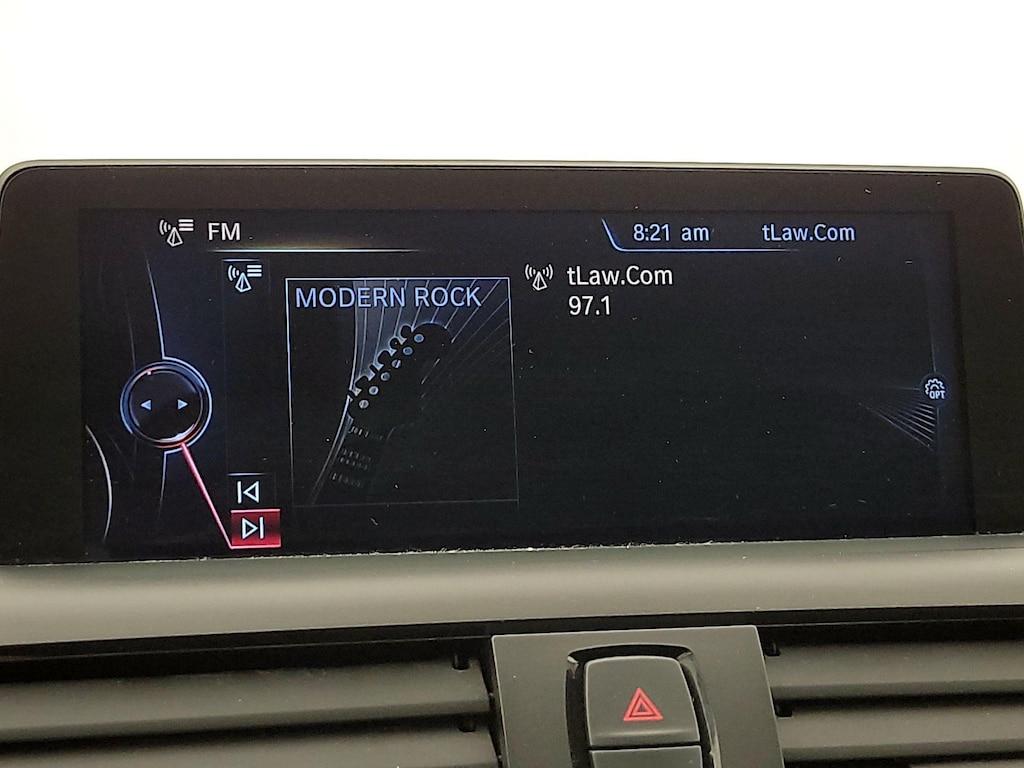 FM
8:21 am
tLaw.Com
MODERN ROCK
tLaw.Com
97.1
OPT